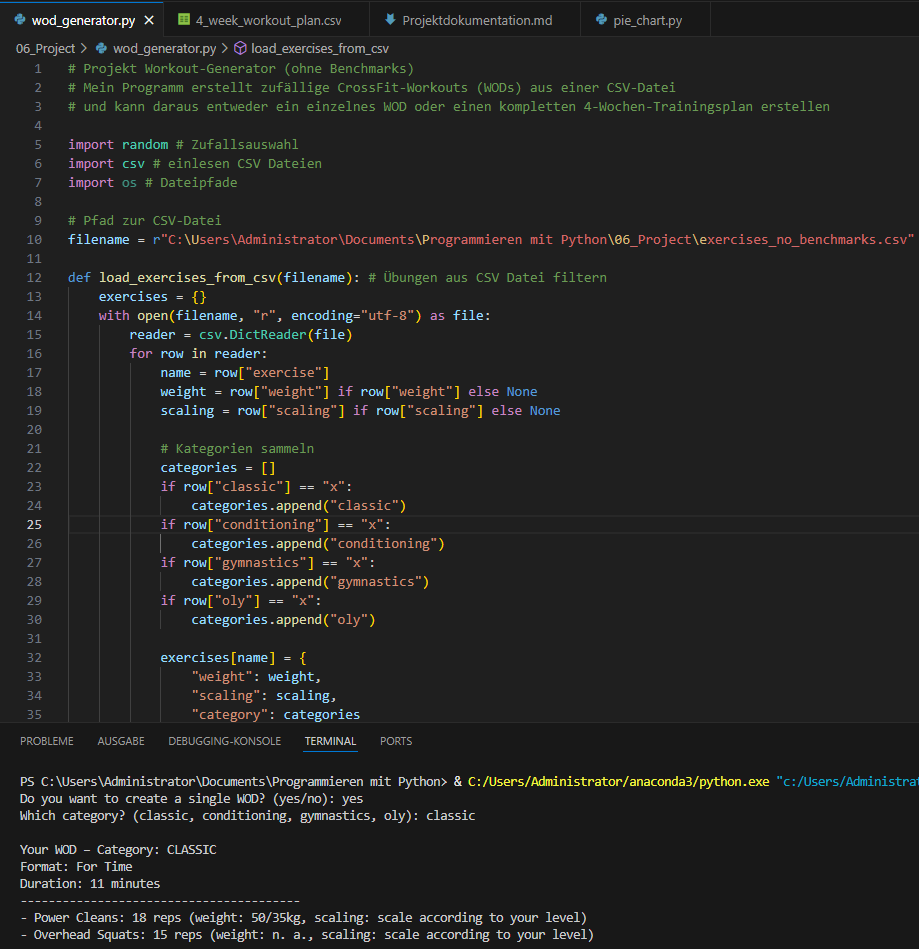 wod_generator.py
4_week_workout_plan.csv
Projektdokumentation.md
pie_chart.py
06_Project > wod_generator.py > load_exercises_from_csv
1 # Projekt Workout-Generator (ohne Benchmarks)
2 # Mein Programm erstellt zufällige CrossFit-Workouts (WODs) aus einer CSV-Datei
3 # und kann daraus entweder ein einzelnes WOD oder einen kompletten 4-Wochen-Trainingsplan erstellen
4
5 import random # Zufallsauswahl
6 import csv # einlesen CSV Dateien
7 import os # Dateipfade
8
9 # Pfad zur CSV-Datei
10 filename = r"C:\Users\Administrator\Documents\Programmieren mit Python\06_Project\exercises_no_benchmarks.csv"
11
12 def load_exercises_from_csv(filename): # Übungen aus CSV Datei filtern
13     exercises = {}
14     with open(filename, "r", encoding="utf-8") as file:
15         reader = csv.DictReader(file)
16         for row in reader:
17             name = row["exercise"]
18             weight = row["weight"] if row["weight"] else None
19             scaling = row["scaling"] if row["scaling"] else None
20
21             # Kategorien sammeln
22             categories = []
23             if row["classic"] == "x":
24                 categories.append("classic")
25             if row["conditioning"] == "x":
26                 categories.append("conditioning")
27             if row["gymnastics"] == "x":
28                 categories.append("gymnastics")
29             if row["oly"] == "x":
30                 categories.append("oly")
31
32             exercises[name] = {
33                 "weight": weight,
34                 "scaling": scaling,
35                 "category": categories
PROBLEME AUSGABE DEBUGGING-KONSOLE TERMINAL PORTS
PS C:\Users\Administrator\Documents\Programmieren mit Python> & C:/Users/Administrator/anaconda3/python.exe "c:/Users/Administrat
Do you want to create a single WOD? (yes/no): yes
Which category? (classic, conditioning, gymnastics, oly): classic
Your WOD – Category: CLASSIC
Format: For Time
Duration: 11 minutes
----------------------------------------
- Power Cleans: 18 reps (weight: 50/35kg, scaling: scale according to your level)
- Overhead Squats: 15 reps (weight: n. a., scaling: scale according to your level)